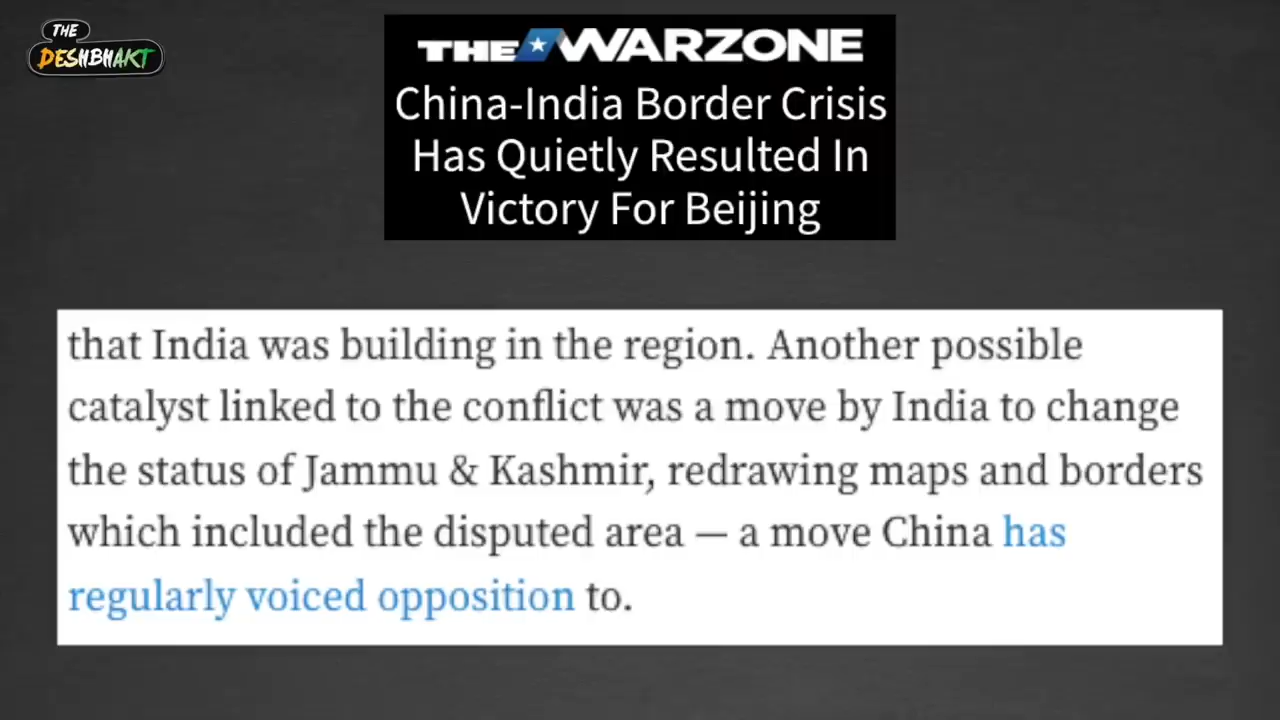 THE
DESHBHAKT
THE WARZONE
China-India Border Crisis
Has Quietly Resulted In
Victory For Beijing
that India was building in the region. Another possible
catalyst linked to the conflict was a move by India to change
the status of Jammu & Kashmir, redrawing maps and borders
which included the disputed area — a move China has
regularly voiced opposition to.